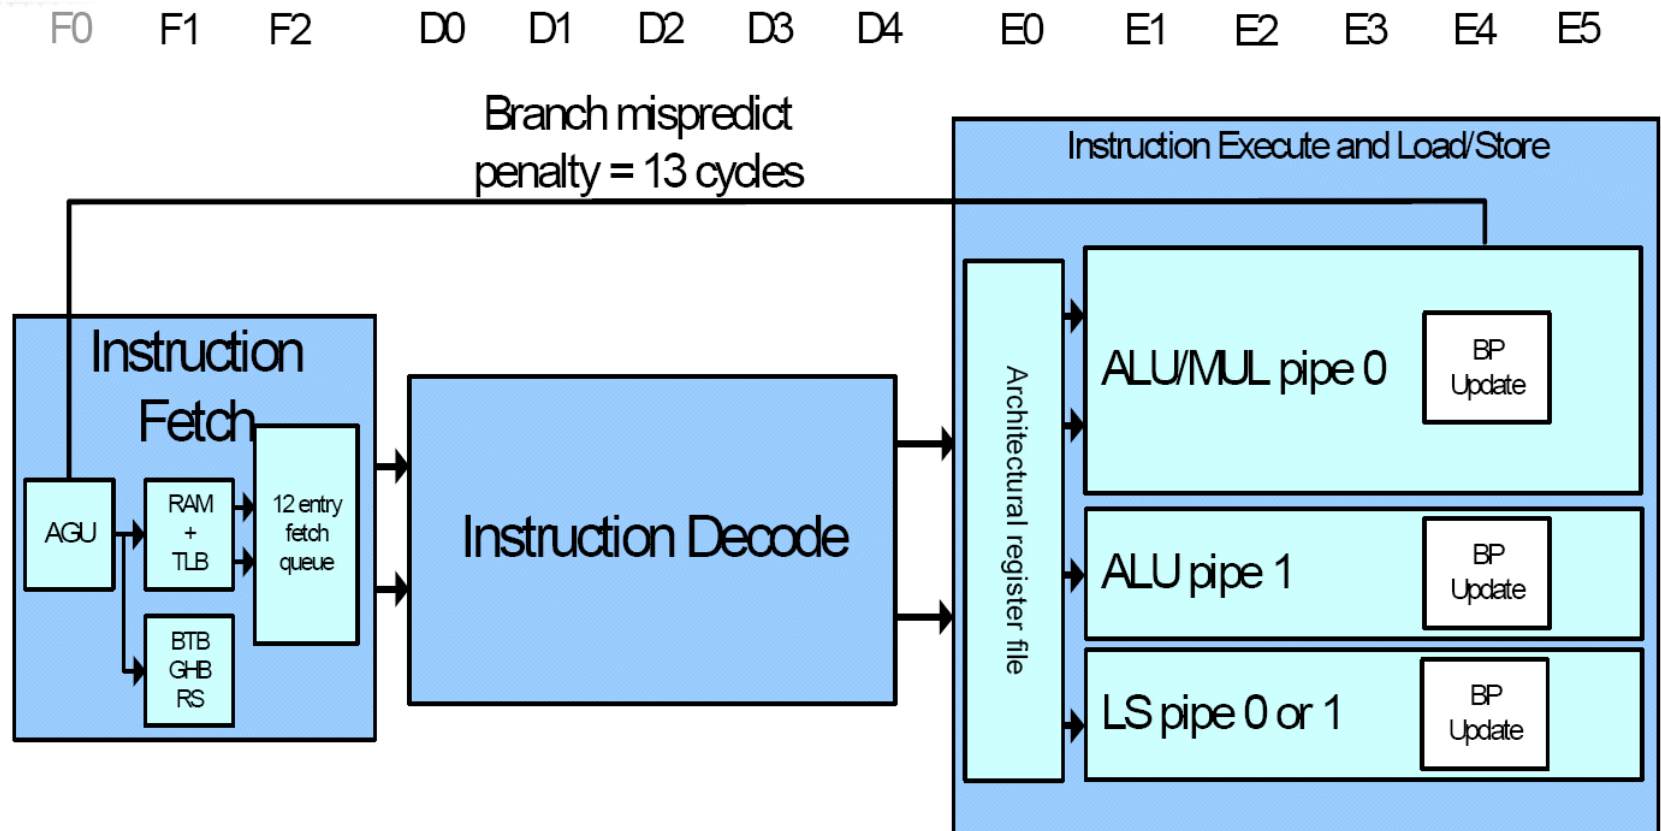 F0 F1 F2 D0 D1 D2 D3 D4 E0 E1 E2 E3 E4 E5
Branch mispredict
penalty = 13 cycles
Instruction Execute and Load/Store
Instruction
Fetch
AGU
RAM
+
TLB
BTB
GHB
RS
12 entry
fetch
queue
Instruction Decode
Architectural register file
ALU/MUL pipe 0
BP
Update
ALU pipe 1
BP
Update
LS pipe 0 or 1
BP
Update